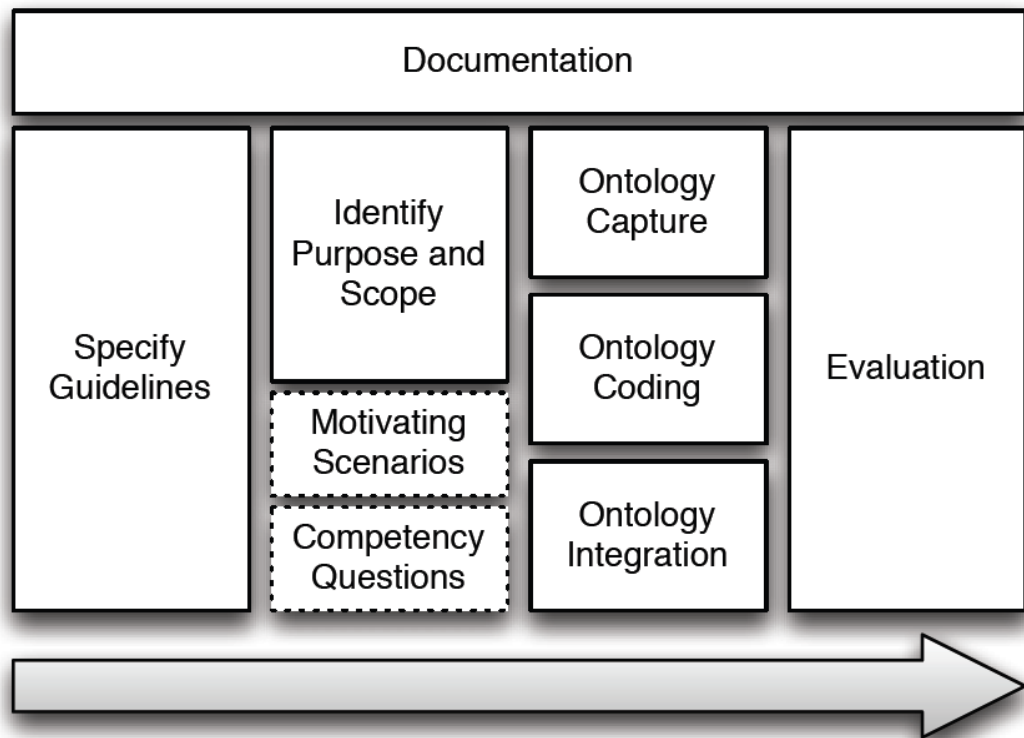 Documentation
Specify
Guidelines
Identify
Purpose and
Scope
Motivating
Scenarios
Competency
Questions
Ontology
Capture
Ontology
Coding
Ontology
Integration
Evaluation